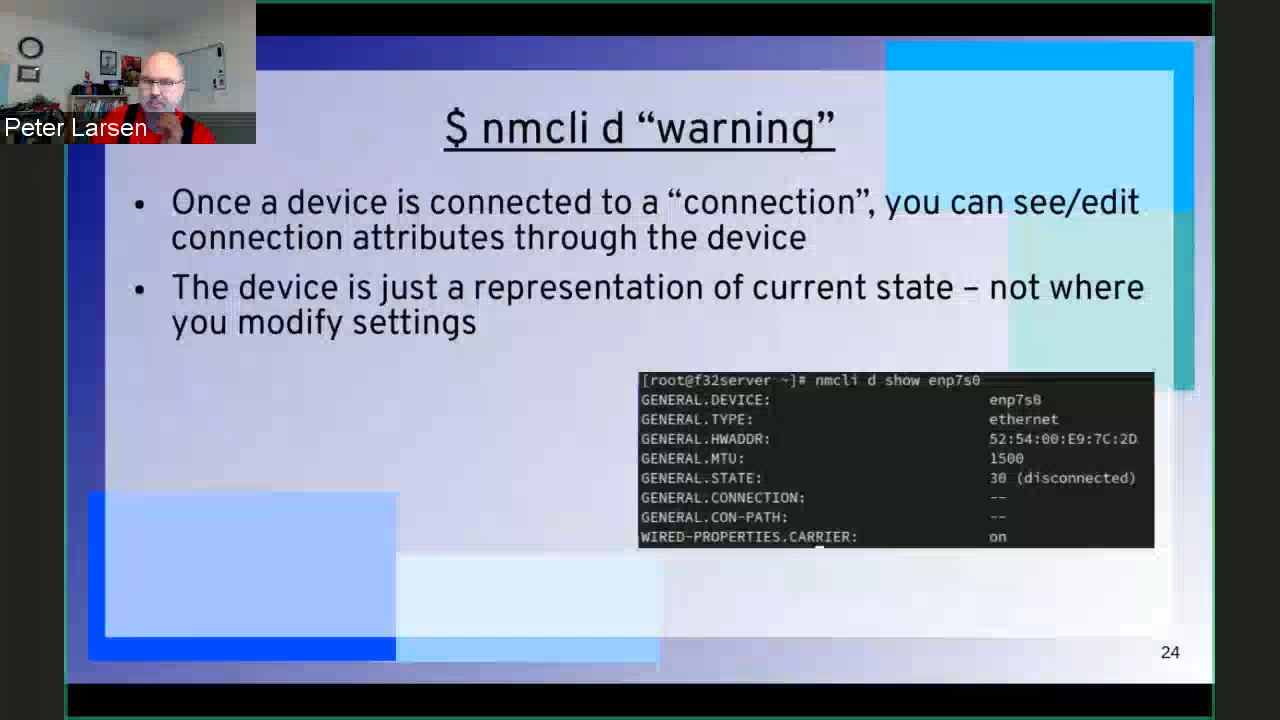 Peter Larsen
$ nmcli d “warning”
• Once a device is connected to a “connection”, you can see/edit
connection attributes through the device
• The device is just a representation of current state – not where
you modify settings
[root@f32server ~]# nmcli d show enp7s0
GENERAL.DEVICE: enp7s0
GENERAL.TYPE: ethernet
GENERAL.HWADDR: 52:54:00:E9:7C:2D
GENERAL.MTU: 1500
GENERAL.STATE: 30 (disconnected)
GENERAL.CONNECTION: --
GENERAL.CON-PATH: --
WIRED-PROPERTIES.CARRIER: on
24